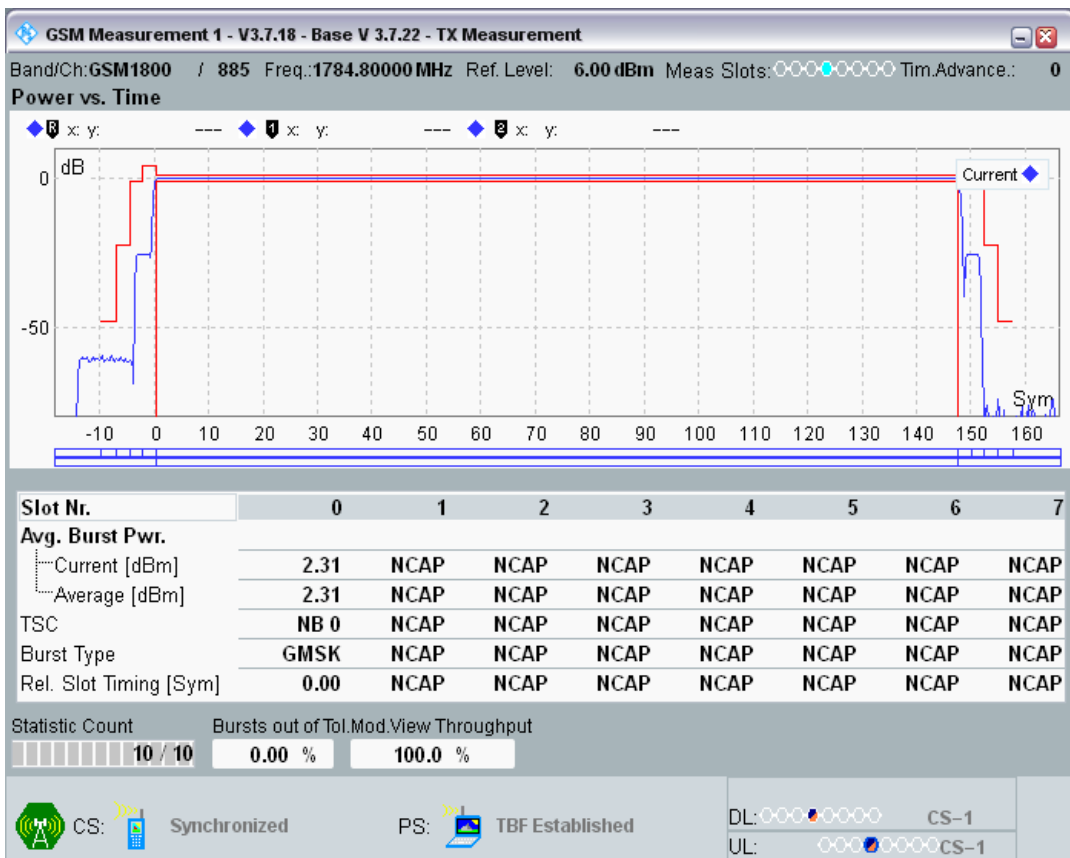 GSM Measurement 1 - V3.7.18 - Base V 3.7.22 - TX Measurement
Band/Ch:GSM1800 / 885 Freq.:1784.80000 MHz Ref. Level: 6.00 dBm Meas Slots: Tim.Advance.: 0
Power vs. Time
R x: y: --- 1 x: y: --- 2 x: y: ---
dB
Current
0
-50
Sym
-10 0 10 20 30 40 50 60 70 80 90 100 110 120 130 140 150 160
Slot Nr. 0 1 2 3 4 5 6 7
Avg. Burst Pwr.
Current [dBm] 2.31 NCAP NCAP NCAP NCAP NCAP NCAP NCAP
Average [dBm] 2.31 NCAP NCAP NCAP NCAP NCAP NCAP NCAP
TSC NB 0 NCAP NCAP NCAP NCAP NCAP NCAP NCAP
Burst Type GMSK NCAP NCAP NCAP NCAP NCAP NCAP NCAP
Rel. Slot Timing [Sym] 0.00 NCAP NCAP NCAP NCAP NCAP NCAP NCAP
Statistic Count Bursts out of Tol. Mod.View Throughput
10 / 10 0.00 % 100.0 %
CS: Synchronized PS: TBF Established DL: CS-1
UL: CS-1